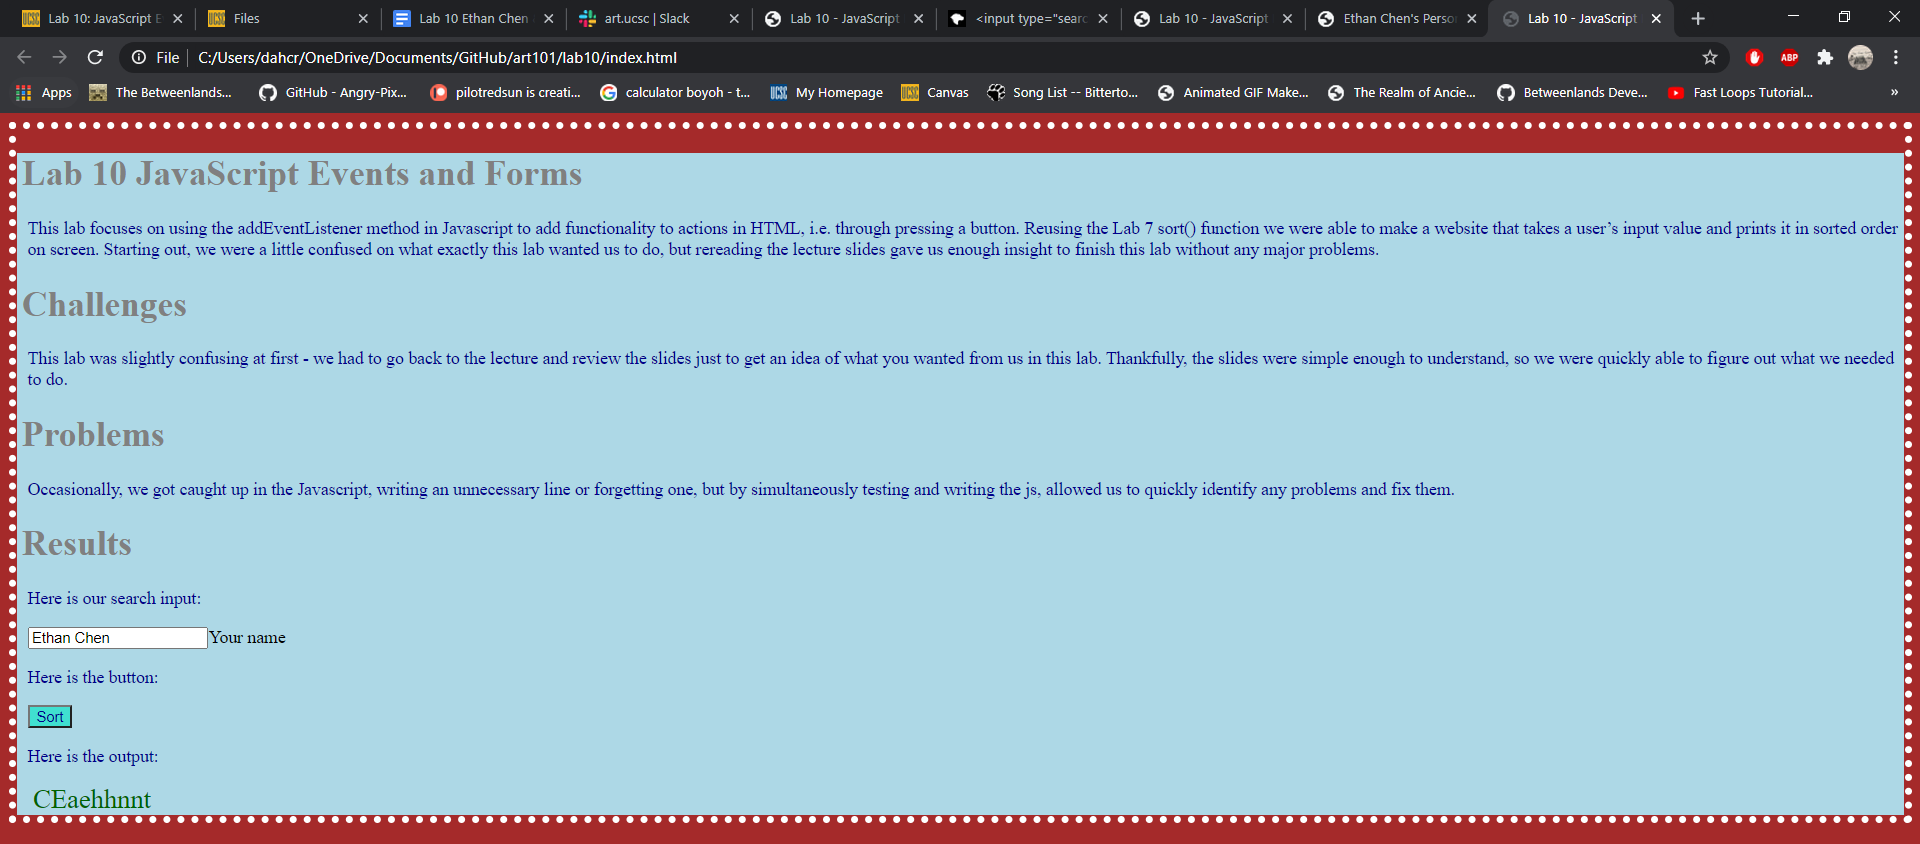 Lab 10: JavaScript E
Files
Lab 10 Ethan Chen
art.ucsc | Slack
Lab 10 - JavaScript
<input type="searc
Lab 10 - JavaScript
Ethan Chen's Perso
Lab 10 - JavaScript
File
C:/Users/dahcr/OneDrive/Documents/GitHub/art101/lab10/index.html
ABP
Apps
The Betweenlands...
GitHub - Angry-Pix...
pilotredsun is creati...
calculator boyoh - t...
UCSC My Homepage
UCSC Canvas
Song List -- Bitterto...
Animated GIF Make...
The Realm of Ancie...
Betweenlands Deve...
Fast Loops Tutorial...
»
Lab 10 JavaScript Events and Forms
This lab focuses on using the addEventListener method in Javascript to add functionality to actions in HTML, i.e. through pressing a button. Reusing the Lab 7 sort() function we were able to make a website that takes a user’s input value and prints it in sorted order
on screen. Starting out, we were a little confused on what exactly this lab wanted us to do, but rereading the lecture slides gave us enough insight to finish this lab without any major problems.
Challenges
This lab was slightly confusing at first - we had to go back to the lecture and review the slides just to get an idea of what you wanted from us in this lab. Thankfully, the slides were simple enough to understand, so we were quickly able to figure out what we needed
to do.
Problems
Occasionally, we got caught up in the Javascript, writing an unnecessary line or forgetting one, but by simultaneously testing and writing the js, allowed us to quickly identify any problems and fix them.
Results
Here is our search input:
Ethan Chen Your name
Here is the button:
Sort
Here is the output:
CEaehhnnt